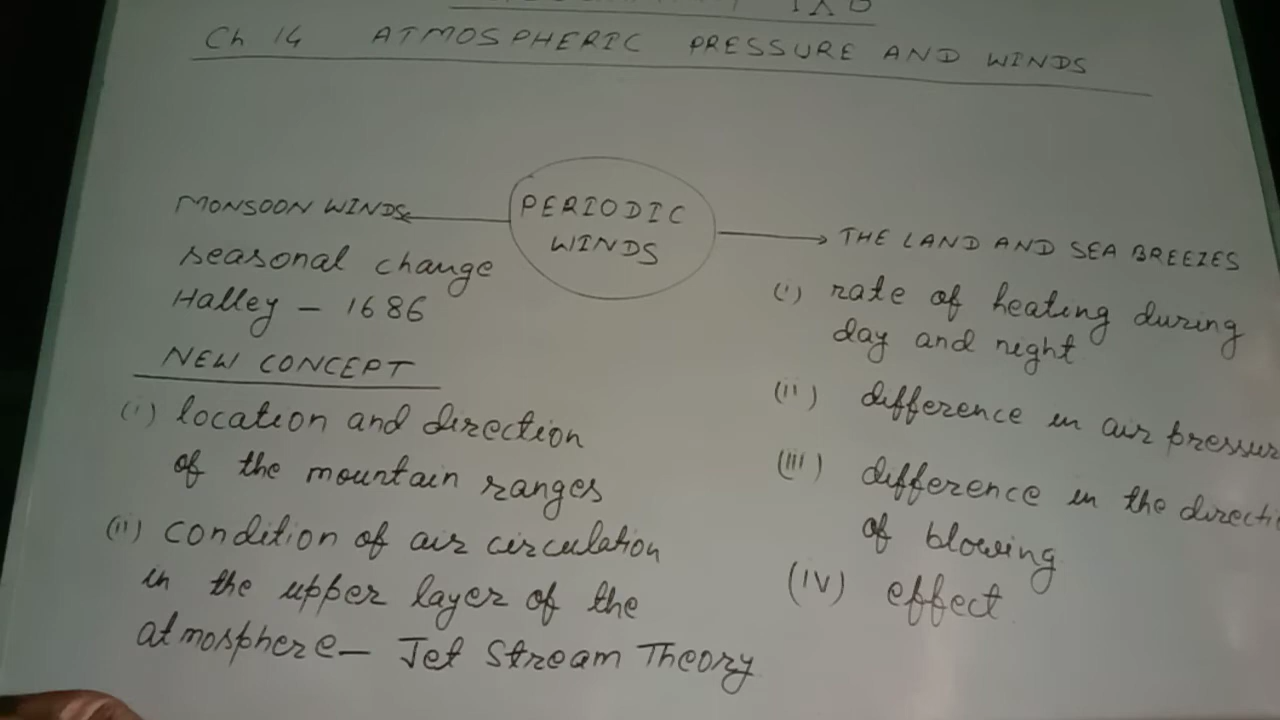 Ch 14 ATMOSPHERIC PRESSURE AND WINDS
PERIODIC
WINDS
MONSOON WINDS
seasonal change
Halley - 1686
NEW CONCEPT
(i) location and direction
of the mountain ranges
(ii) condition of air circulation
in the upper layer of the
atmosphere - Jet Stream Theory
THE LAND AND SEA BREEZES
(i) rate of heating during
day and night
(ii) difference in air pressur
(iii) difference in the directi
of blowing
(iv) effect